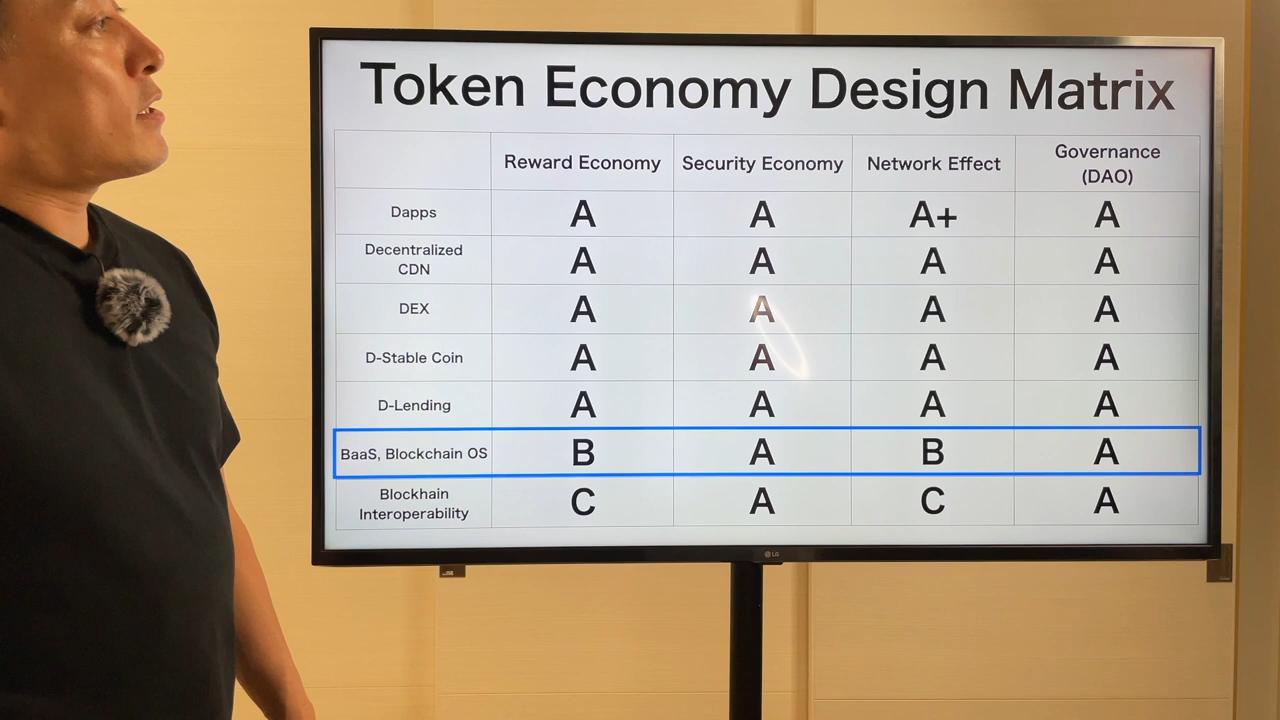 Token Economy Design Matrix
Reward Economy Security Economy Network Effect Governance
(DAO)
Dapps A A A+ A
Decentralized
CDN A A A A
DEX A A A A
D-Stable Coin A A A A
D-Lending A A A A
BaaS, Blockchain OS B A B A
Blockhain
Interoperability C A C A
LG